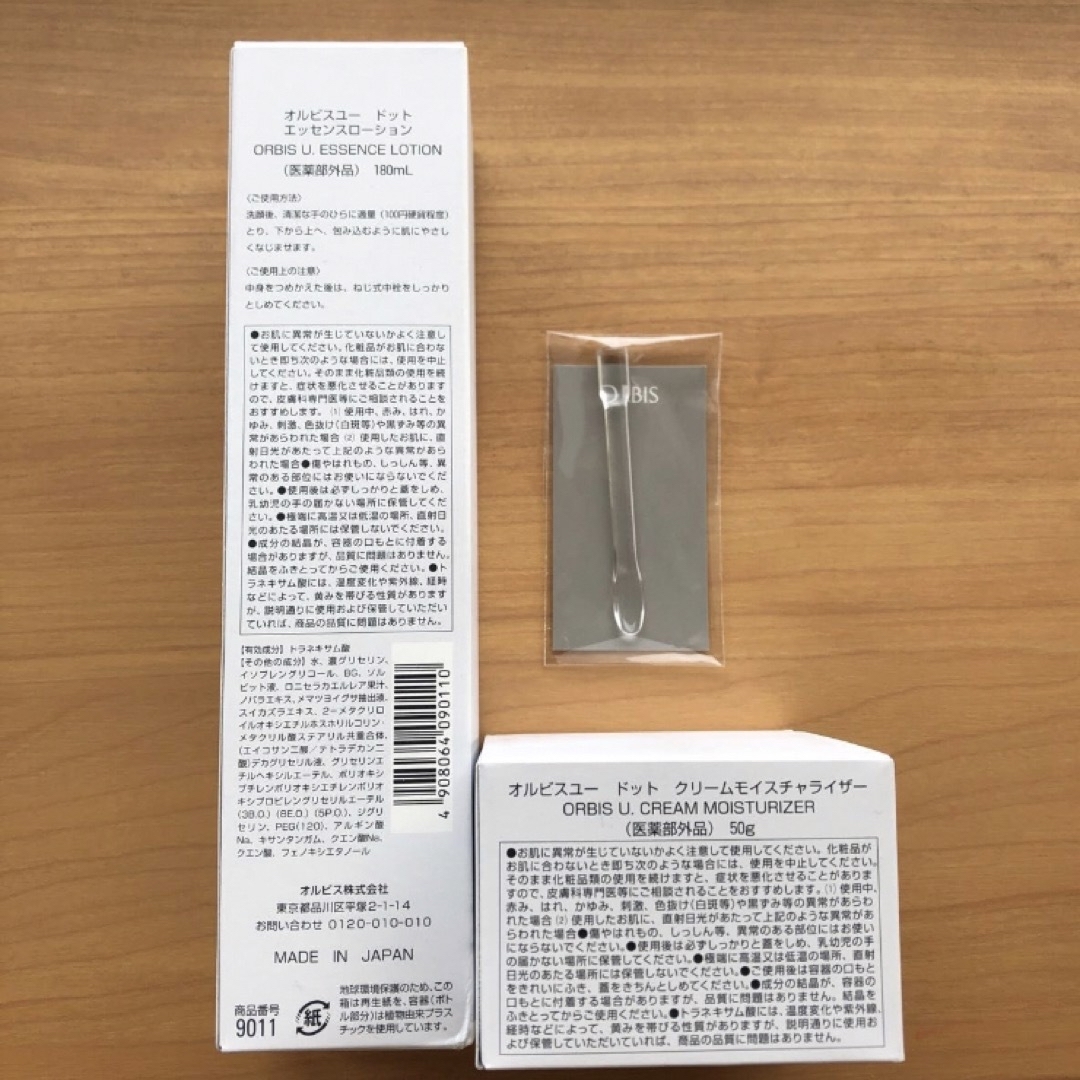 オルビスユー　ドット
エッセンスローション
ORBIS U. ESSENCE LOTION
（医薬部外品）　180mL
〈ご使用方法〉
洗顔後、清潔な手のひらに適量（100円硬貨程度）
とり、下から上へ、包み込むように肌にやさし
くなじませます。
〈ご使用上の注意〉
中身をつめかえた後は、ねじ式中栓をしっかり
としめてください。
●お肌に異常が生じていないかよく注意し
て使用してください。化粧品がお肌に合わな
いとき即ち次のような場合には、使用を中止
してください。そのまま化粧品類の使用を続
けますと、症状を悪化させることがあります
ので、皮膚科専門医等にご相談されることを
おすすめします。(1) 使用中、赤み、はれ、か
ゆみ、刺激、色抜け（白斑等）や黒ずみ等の異
常があらわれた場合 (2) 使用したお肌に、直
射日光があたって上記のような異常があら
われた場合●傷やはれもの、しっしん等、異
常のある部位にはお使いにならないでくだ
さい。●使用後は必ずしっかりと蓋をしめ、
乳幼児の手の届かない場所に保管してくだ
さい。●極端に高温又は低温の場所、直射日
光のあたる場所には保管しないでください。
●成分の結晶が、容器の口もとに付着する
場合がありますが、品質に問題はありません。
結晶をふきとってからご使用ください。●ト
ラネキサム酸には、温度変化や紫外線、経時
などによって、黄みを帯びる性質があります
が、説明通りに使用および保管していただい
ていれば、商品の品質に問題はありません。
【有効成分】トラネキサム酸
【その他の成分】水、濃グリセリン、
イソプレングリコール、BG、ソル
ビット液、ロニセラカエルレア果汁、
ノバラエキス、メマツヨイグサ抽出液、
スイカズラエキス、2－メタクリロ
イルオキシエチルホスホリルコリン・
メタクリル酸ステアリル共重合体、
(エイコサン二酸／テトラデカン二
酸)デカグリセリル液、グリセリンエ
チルヘキシルエーテル、ポリオキシ
ブチレンポリオキシエチレンポリオ
キシプロピレングリセリルエーテル
(3B.O.) (8E.O.) (5P.O.)、ジグリ
セリン、PEG(120)、アルギン酸
Na、キサンタンガム、クエン酸Na、
クエン酸、フェノキシエタノール
4 908064 090110
オルビス株式会社
東京都品川区平塚2-1-14
お問い合わせ 0120-010-010
MADE IN JAPAN
商品番号
9011
紙
地球環境保護のため、この
箱は再生紙を、容器（ボト
ル部分）は植物由来プラス
チックを使用しています。
ORBIS
オルビスユー　ドット　クリームモイスチャライザー
ORBIS U. CREAM MOISTURIZER
（医薬部外品）　50g
●お肌に異常が生じていないかよく注意して使用してください。化粧品が
お肌に合わないとき即ち次のような場合には、使用を中止してください。
そのまま化粧品類の使用を続けますと、症状を悪化させることがありま
すので、皮膚科専門医等にご相談されることをおすすめします。(1) 使用中、
赤み、はれ、かゆみ、刺激、色抜け（白斑等）や黒ずみ等の異常があらわれ
た場合 (2) 使用したお肌に、直射日光があたって上記のような異常があ
らわれた場合●傷やはれもの、しっしん等、異常のある部位にはお使い
にならないでください。●使用後は必ずしっかりと蓋をしめ、乳幼児の手
の届かない場所に保管してください。●極端に高温又は低温の場所、直射
日光のあたる場所には保管しないでください。●ご使用後は容器の口もと
をきれいにふき、蓋をきちんとしめてください。●成分の結晶が、容器の
口もとに付着する場合がありますが、品質に問題はありません。結晶を
ふきとってからご使用ください。●トラネキサム酸には、温度変化や紫外線、
経時などによって、黄みを帯びる性質がありますが、説明通りに使用お
よび保管していただいていれば、商品の品質に問題はありません。